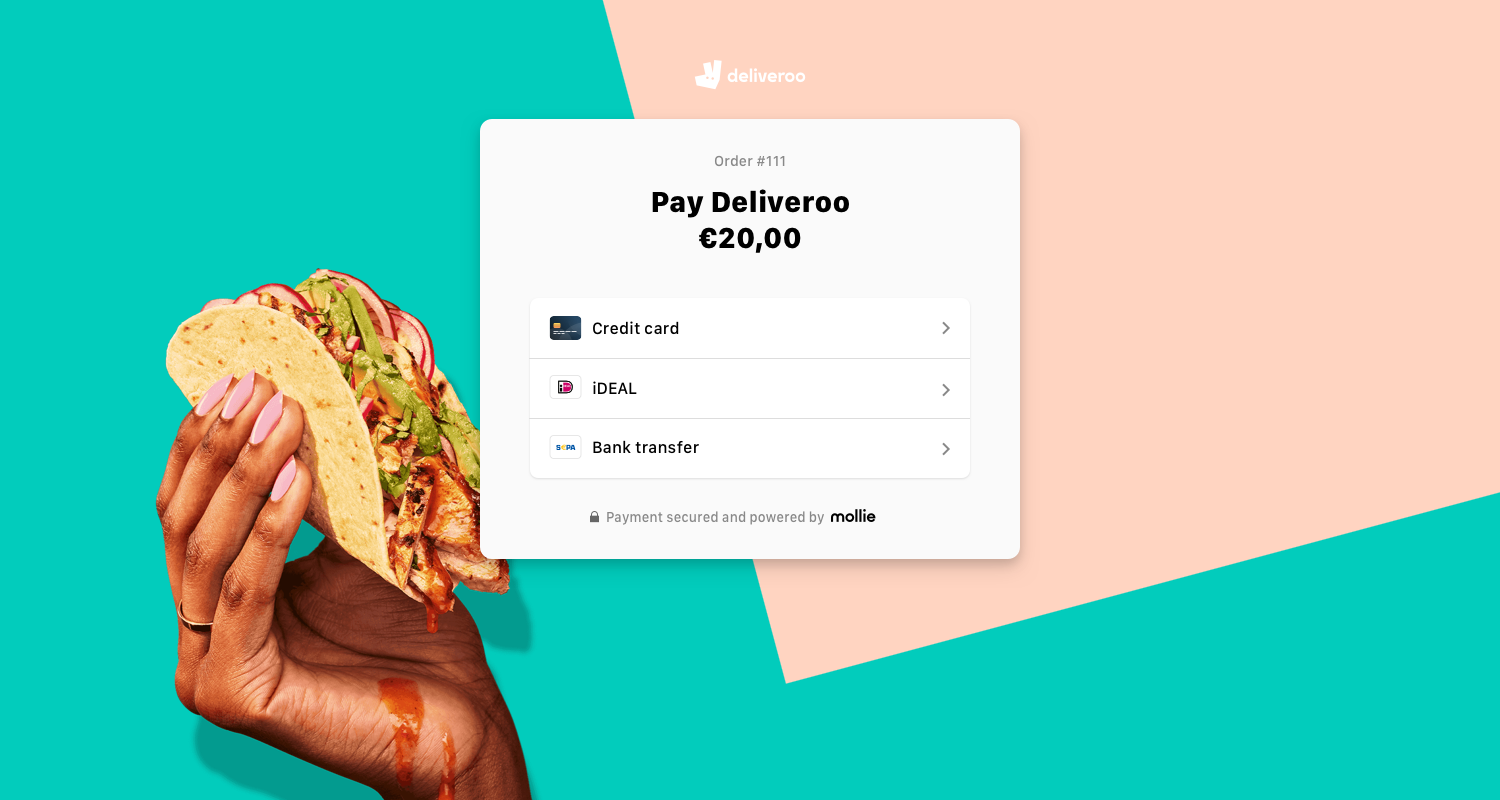 deliveroo
Order #111
Pay Deliveroo
€20,00
Credit card
iDEAL
Bank transfer
SEPA
Payment secured and powered by mollie